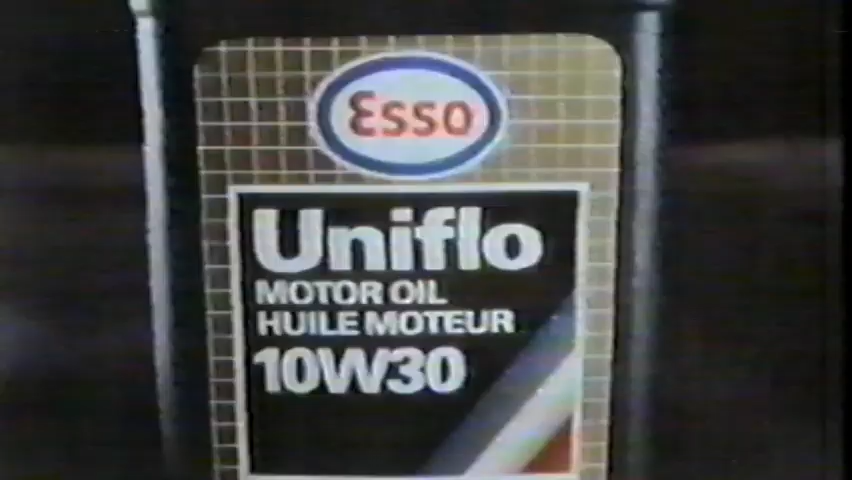 Esso
Uniflo
MOTOR OIL
HUILE MOTEUR
10W30